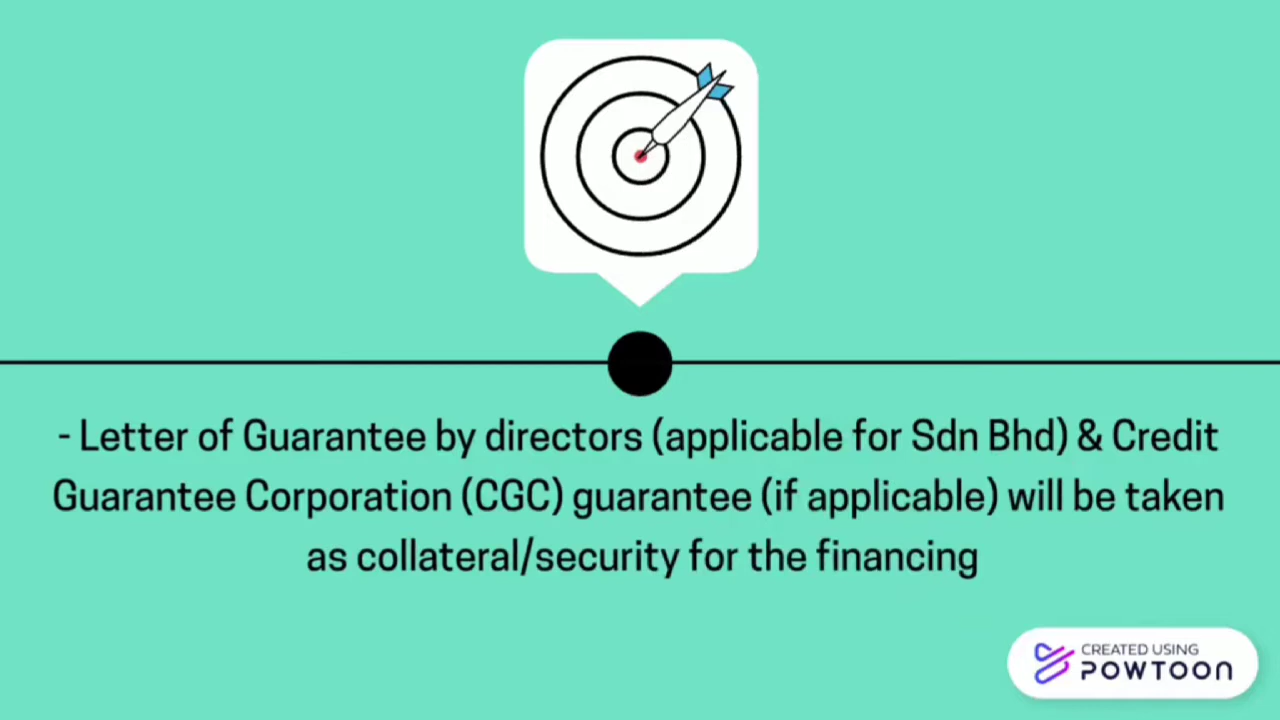 - Letter of Guarantee by directors (applicable for Sdn Bhd) & Credit
Guarantee Corporation (CGC) guarantee (if applicable) will be taken
as collateral/security for the financing
CREATED USING
POWTOON